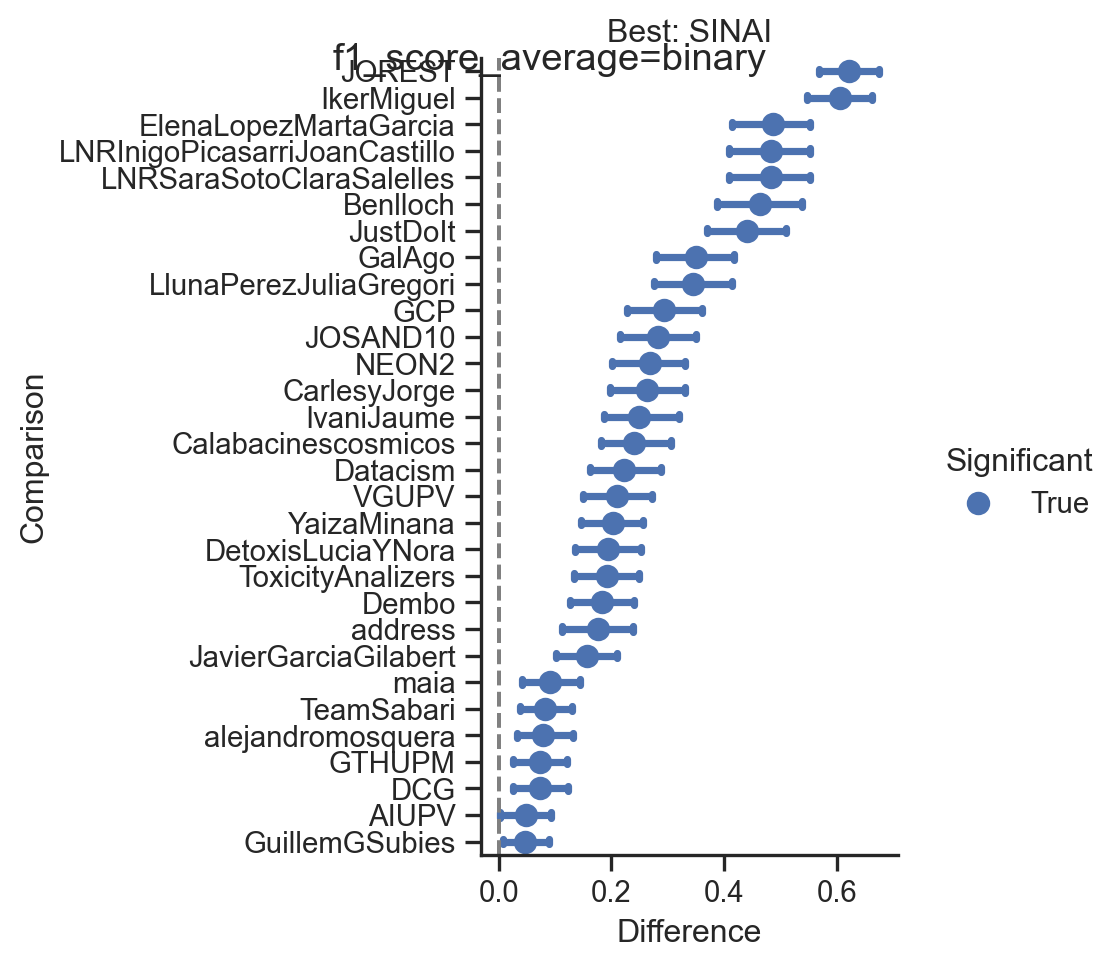 Best: SINAI
f1_score_average=binary
JOREST
IkerMiguel
ElenaLopezMartaGarcia
LNRInigoPicasarriJoanCastillo
LNRSaraSotoClaraSalelles
Benlloch
JustDoIt
GalAgo
LlunaPerezJuliaGregori
GCP
JOSAND10
NEON2
CarlesyJorge
IvaniJaume
Calabacinescosmicos
Datacism
VGUPV
YaizaMinana
DetoxisLuciaYNora
ToxicityAnalizers
Dembo
address
JavierGarciaGilabert
maia
TeamSabari
alejandromosquera
GTHUPM
DCG
AIUPV
GuillemGSubies
Comparison
0.0 0.2 0.4 0.6
Difference
Significant
True